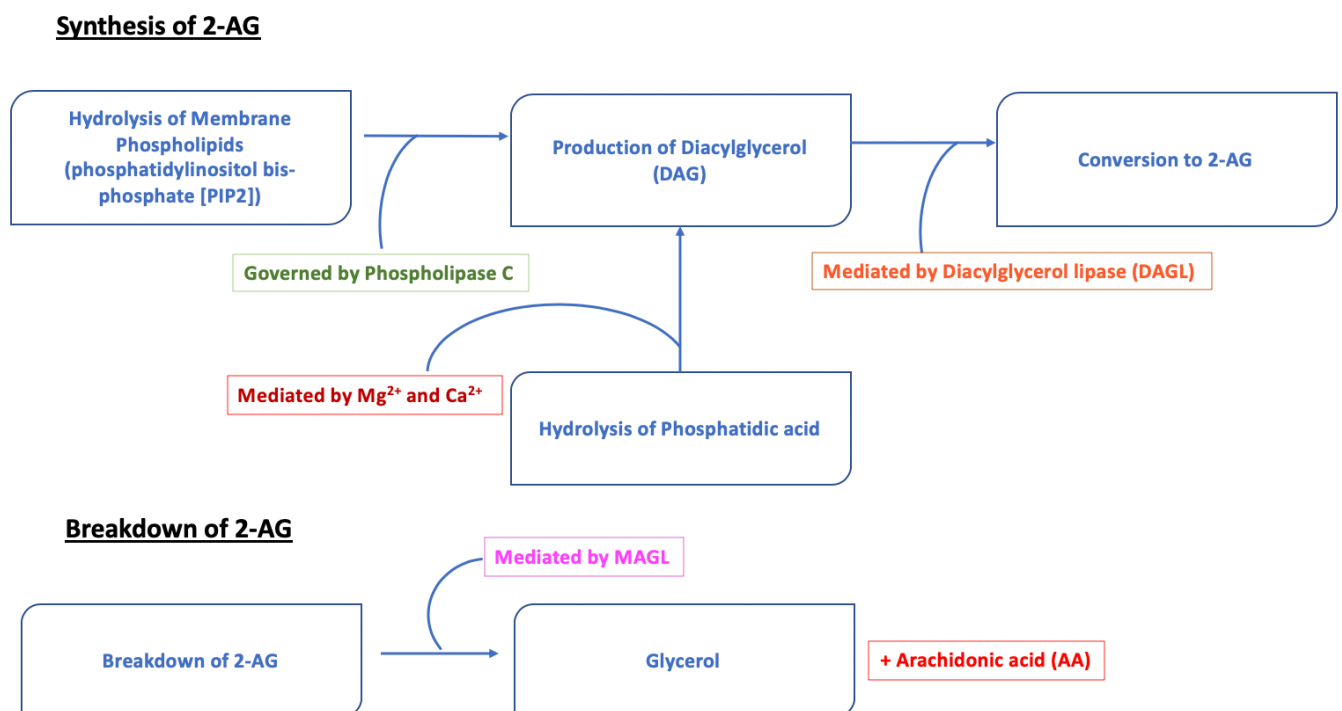 Synthesis of 2-AG
Hydrolysis of Membrane
Phospholipids
(phosphatidylinositol bis-
phosphate [PIP2])
Production of Diacylglycerol
(DAG)
Conversion to 2-AG
Governed by Phospholipase C
Mediated by Diacylglycerol lipase (DAGL)
Mediated by Mg²⁺ and Ca²⁺
Hydrolysis of Phosphatidic acid
Breakdown of 2-AG
Mediated by MAGL
Breakdown of 2-AG
Glycerol
+ Arachidonic acid (AA)